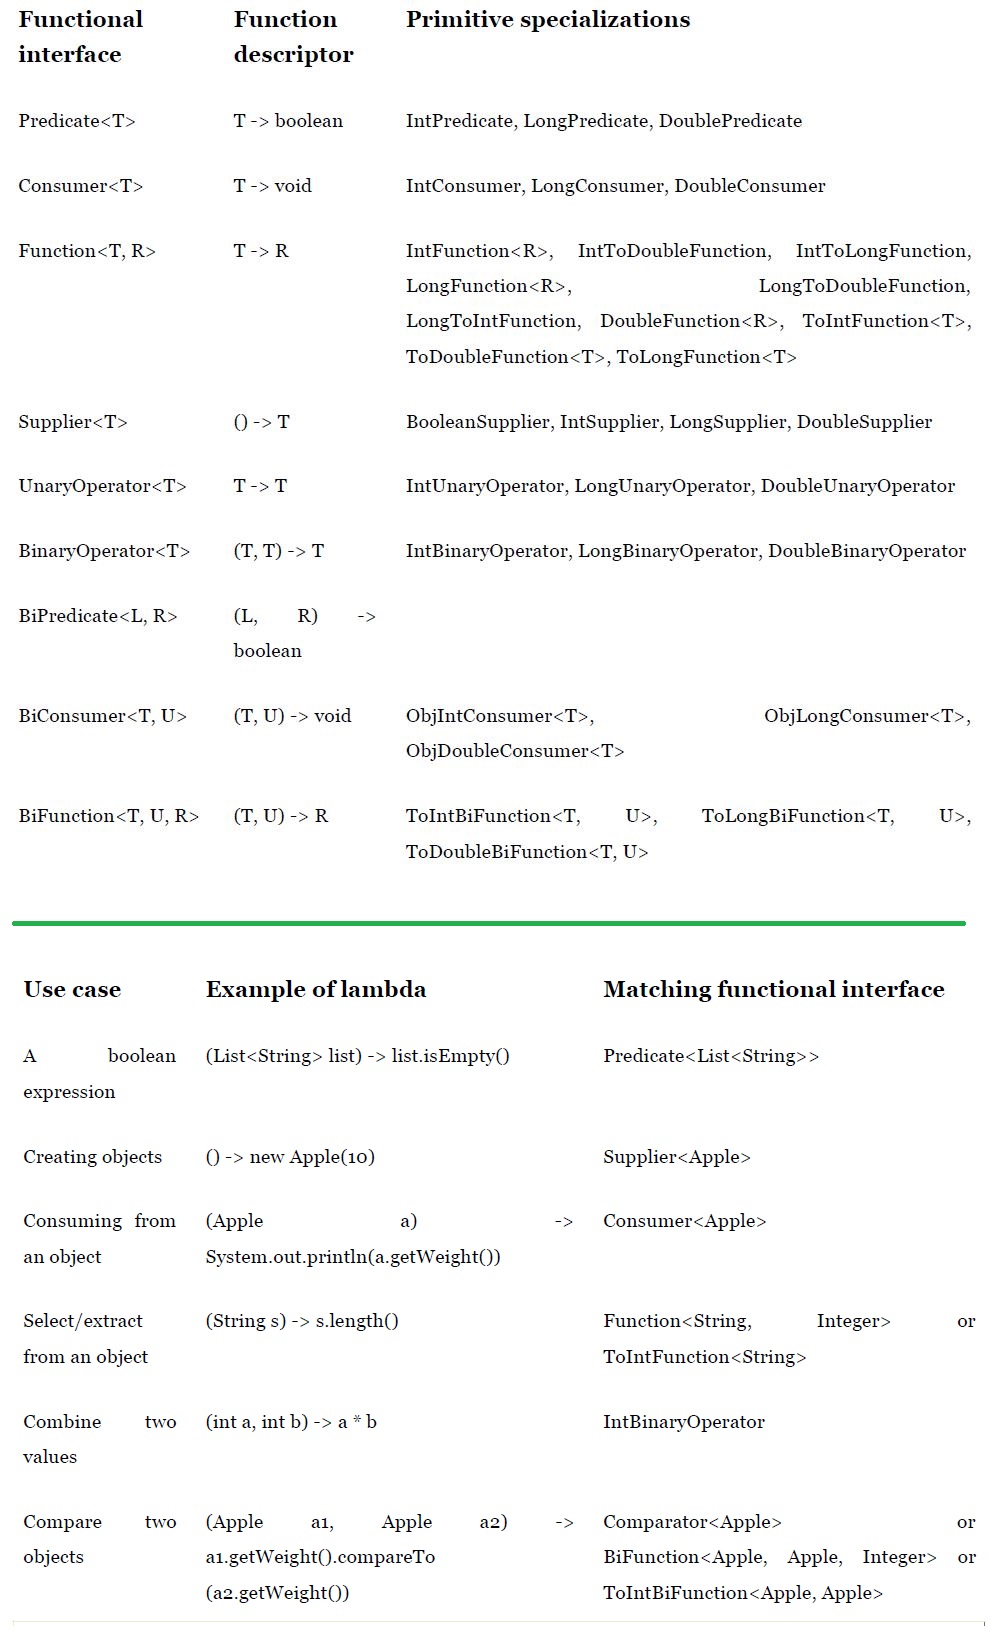 Functional interface Function descriptor Primitive specializations
Predicate<T> T -> boolean IntPredicate, LongPredicate, DoublePredicate
Consumer<T> T -> void IntConsumer, LongConsumer, DoubleConsumer
Function<T, R> T -> R IntFunction<R>, IntToDoubleFunction, IntToLongFunction,
LongFunction<R>, LongToDoubleFunction,
LongToIntFunction, DoubleFunction<R>, ToIntFunction<T>,
ToDoubleFunction<T>, ToLongFunction<T>
Supplier<T> () -> T BooleanSupplier, IntSupplier, LongSupplier, DoubleSupplier
UnaryOperator<T> T -> T IntUnaryOperator, LongUnaryOperator, DoubleUnaryOperator
BinaryOperator<T> (T, T) -> T IntBinaryOperator, LongBinaryOperator, DoubleBinaryOperator
BiPredicate<L, R> (L, R) ->
boolean
BiConsumer<T, U> (T, U) -> void ObjIntConsumer<T>, ObjLongConsumer<T>,
ObjDoubleConsumer<T>
BiFunction<T, U, R> (T, U) -> R ToIntBiFunction<T, U>, ToLongBiFunction<T, U>,
ToDoubleBiFunction<T, U>
Use case Example of lambda Matching functional interface
A boolean (List<String> list) -> list.isEmpty() Predicate<List<String>>
expression
Creating objects () -> new Apple(10) Supplier<Apple>
Consuming from (Apple a) -> Consumer<Apple>
an object System.out.println(a.getWeight())
Select/extract (String s) -> s.length() Function<String, Integer> or
from an object ToIntFunction<String>
Combine two (int a, int b) -> a * b IntBinaryOperator
values
Compare two (Apple a1, Apple a2) -> Comparator<Apple> or
objects a1.getWeight().compareTo BiFunction<Apple, Apple, Integer> or
(a2.getWeight()) ToIntBiFunction<Apple, Apple>